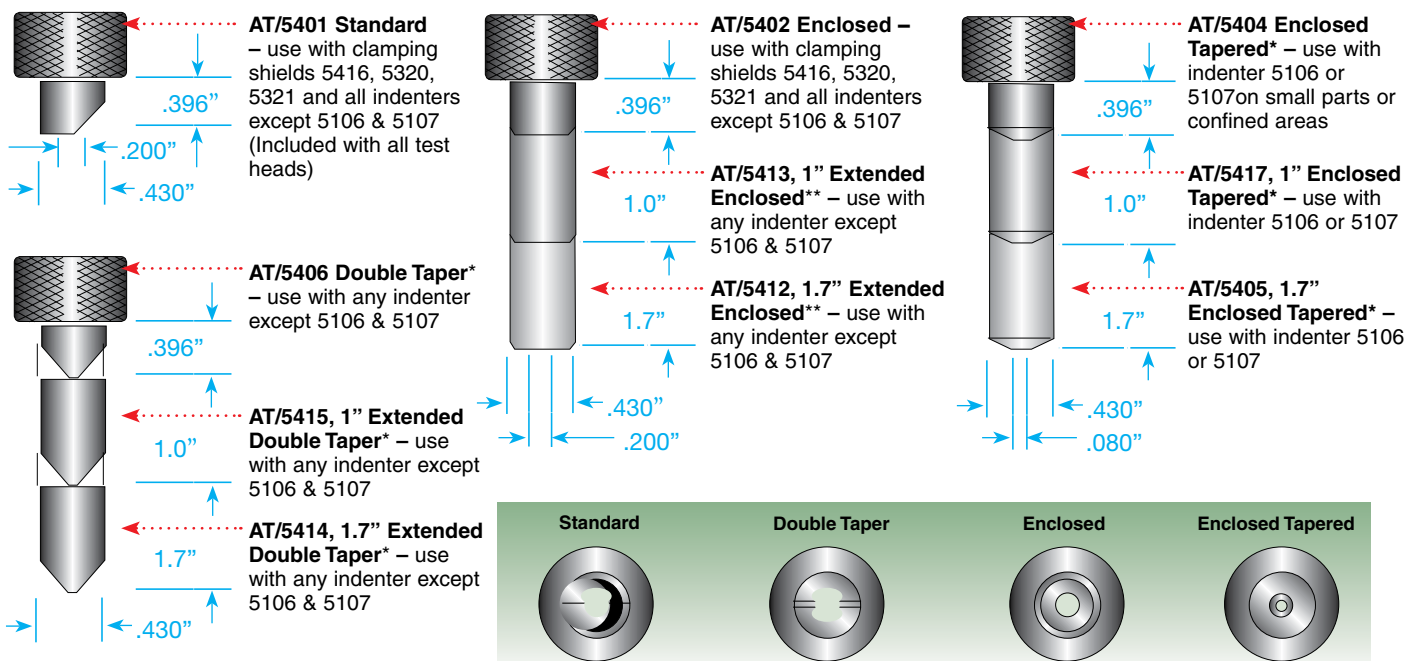 AT/5401 Standard
– use with clamping
shields 5416, 5320,
5321 and all indenters
except 5106 & 5107
(Included with all test
heads)
.396”
.200”
.430”
AT/5406 Double Taper*
– use with any indenter
except 5106 & 5107
.396”
AT/5415, 1” Extended
Double Taper* – use
with any indenter except
5106 & 5107
1.0”
AT/5414, 1.7” Extended
Double Taper* – use
with any indenter except
5106 & 5107
1.7”
.430”
AT/5402 Enclosed –
use with clamping
shields 5416, 5320,
5321 and all indenters
except 5106 & 5107
.396”
AT/5413, 1” Extended
Enclosed** – use with
any indenter except
5106 & 5107
1.0”
AT/5412, 1.7” Extended
Enclosed** – use with
any indenter except
5106 & 5107
1.7”
.430”
.200”
AT/5404 Enclosed
Tapered* – use with
indenter 5106 or
5107on small parts or
confined areas
.396”
AT/5417, 1” Enclosed
Tapered* – use with
indenter 5106 or 5107
1.0”
AT/5405, 1.7”
Enclosed Tapered* –
use with indenter 5106
or 5107
1.7”
.430”
.080”
Standard
Double Taper
Enclosed
Enclosed Tapered